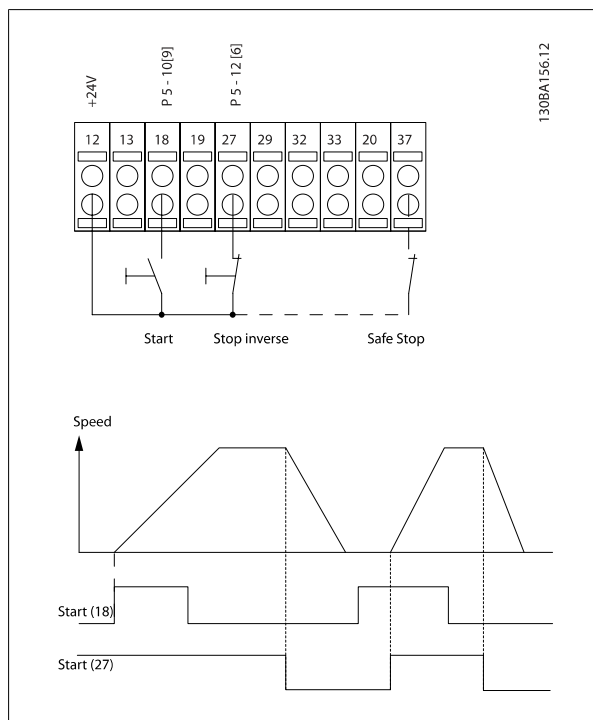 +24V
P 5 - 10[9]
P 5 - 12 [6]
130BA156.12
12 13 18 19 27 29 32 33 20 37
Start Stop inverse Safe Stop
Speed
Start (18)
Start (27)